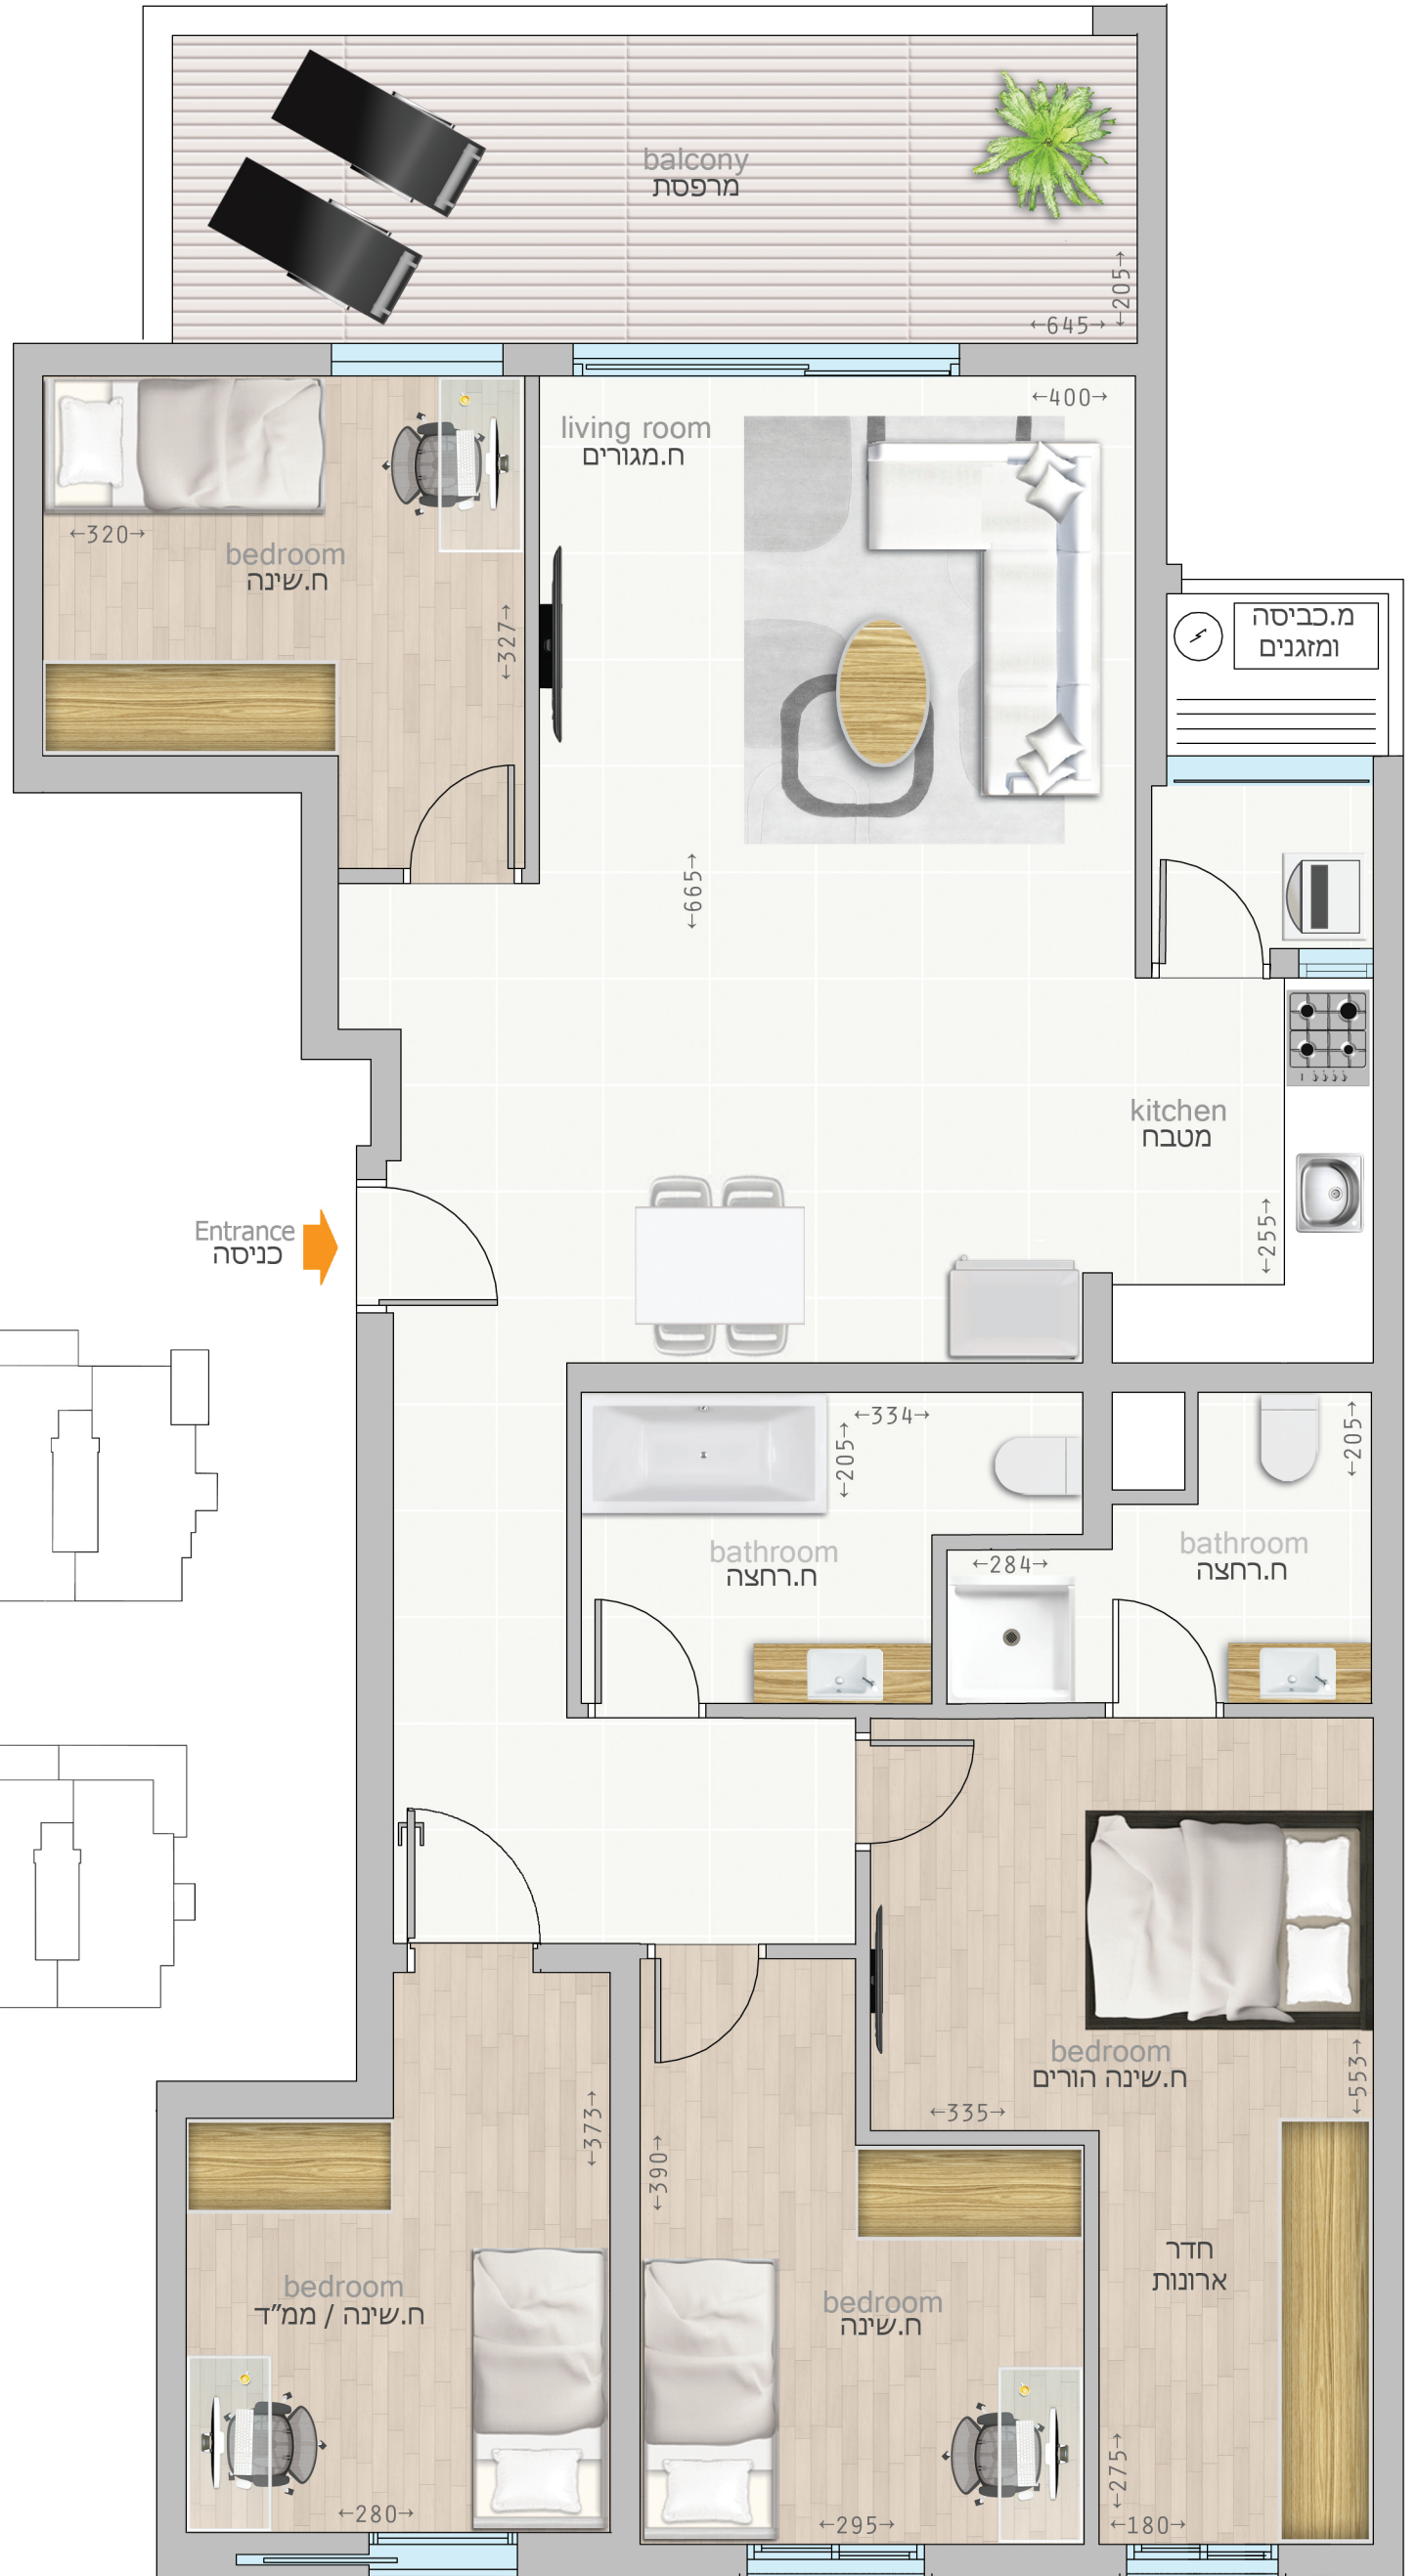 balcony
מרפסת
←205→
←645→
←400→
living room
ח.מגורים
←320→
bedroom
ח.שינה
←327→
מ.כביסה
ומזגנים
←665→
kitchen
מטבח
←255→
Entrance
כניסה
←334→
←205→
←205→
bathroom
ח.רחצה
←284→
bathroom
ח.רחצה
bedroom
ח.שינה הורים
←553→
←335→
←373→
←390→
חדר
ארונות
bedroom
ח.שינה / ממ״ד
bedroom
ח.שינה
←275→
←280→
←295→
←180→